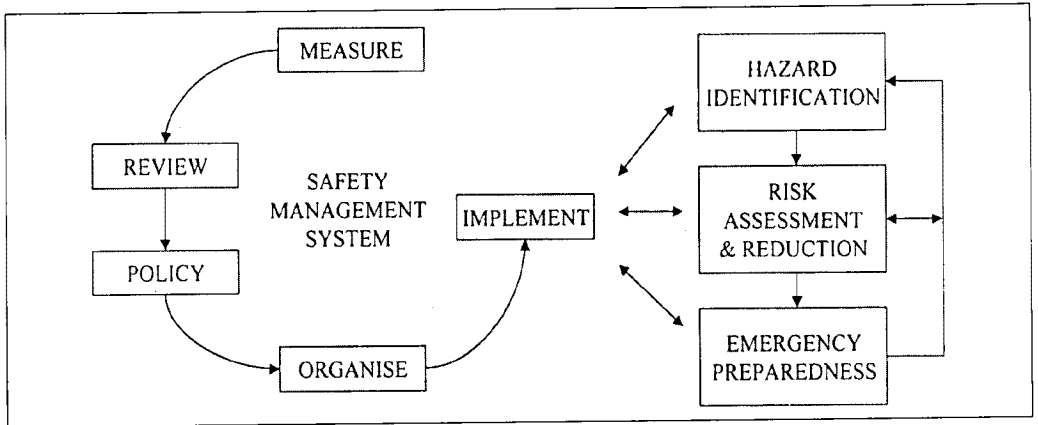 MEASURE
REVIEW
POLICY
ORGANISE
SAFETY
MANAGEMENT
SYSTEM
IMPLEMENT
HAZARD
IDENTIFICATION
RISK
ASSESSMENT
& REDUCTION
EMERGENCY
PREPAREDNESS